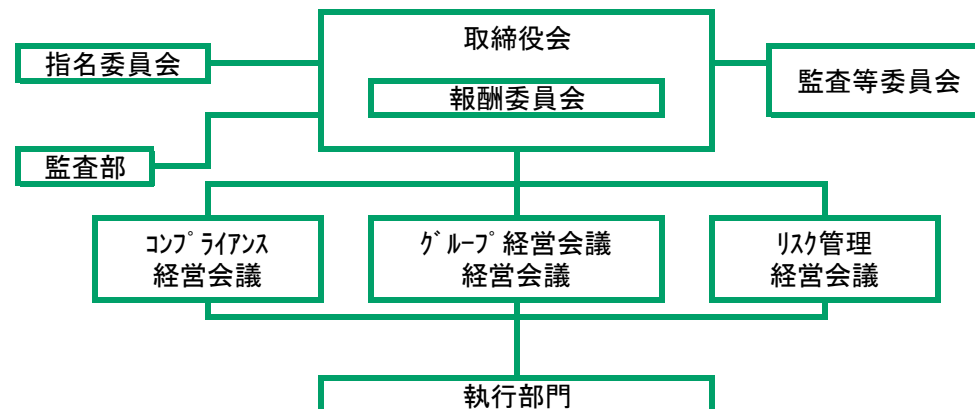 取締役会
指名委員会
報酬委員会
監査等委員会
監査部
ｺﾝﾌﾟﾗｲｱﾝｽ
経営会議
ｸﾞﾙｰﾌﾟ経営会議
経営会議
ﾘｽｸ管理
経営会議
執行部門